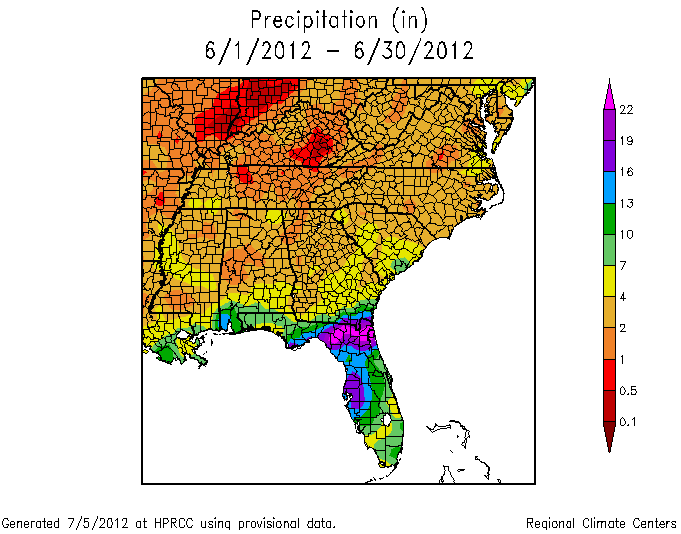 Precipitation (in)
6/1/2012 – 6/30/2012
22
19
16
13
10
7
4
2
1
0.5
0.1
Generated 7/5/2012 at HPRCC using provisional data.
Regional Climate Centers